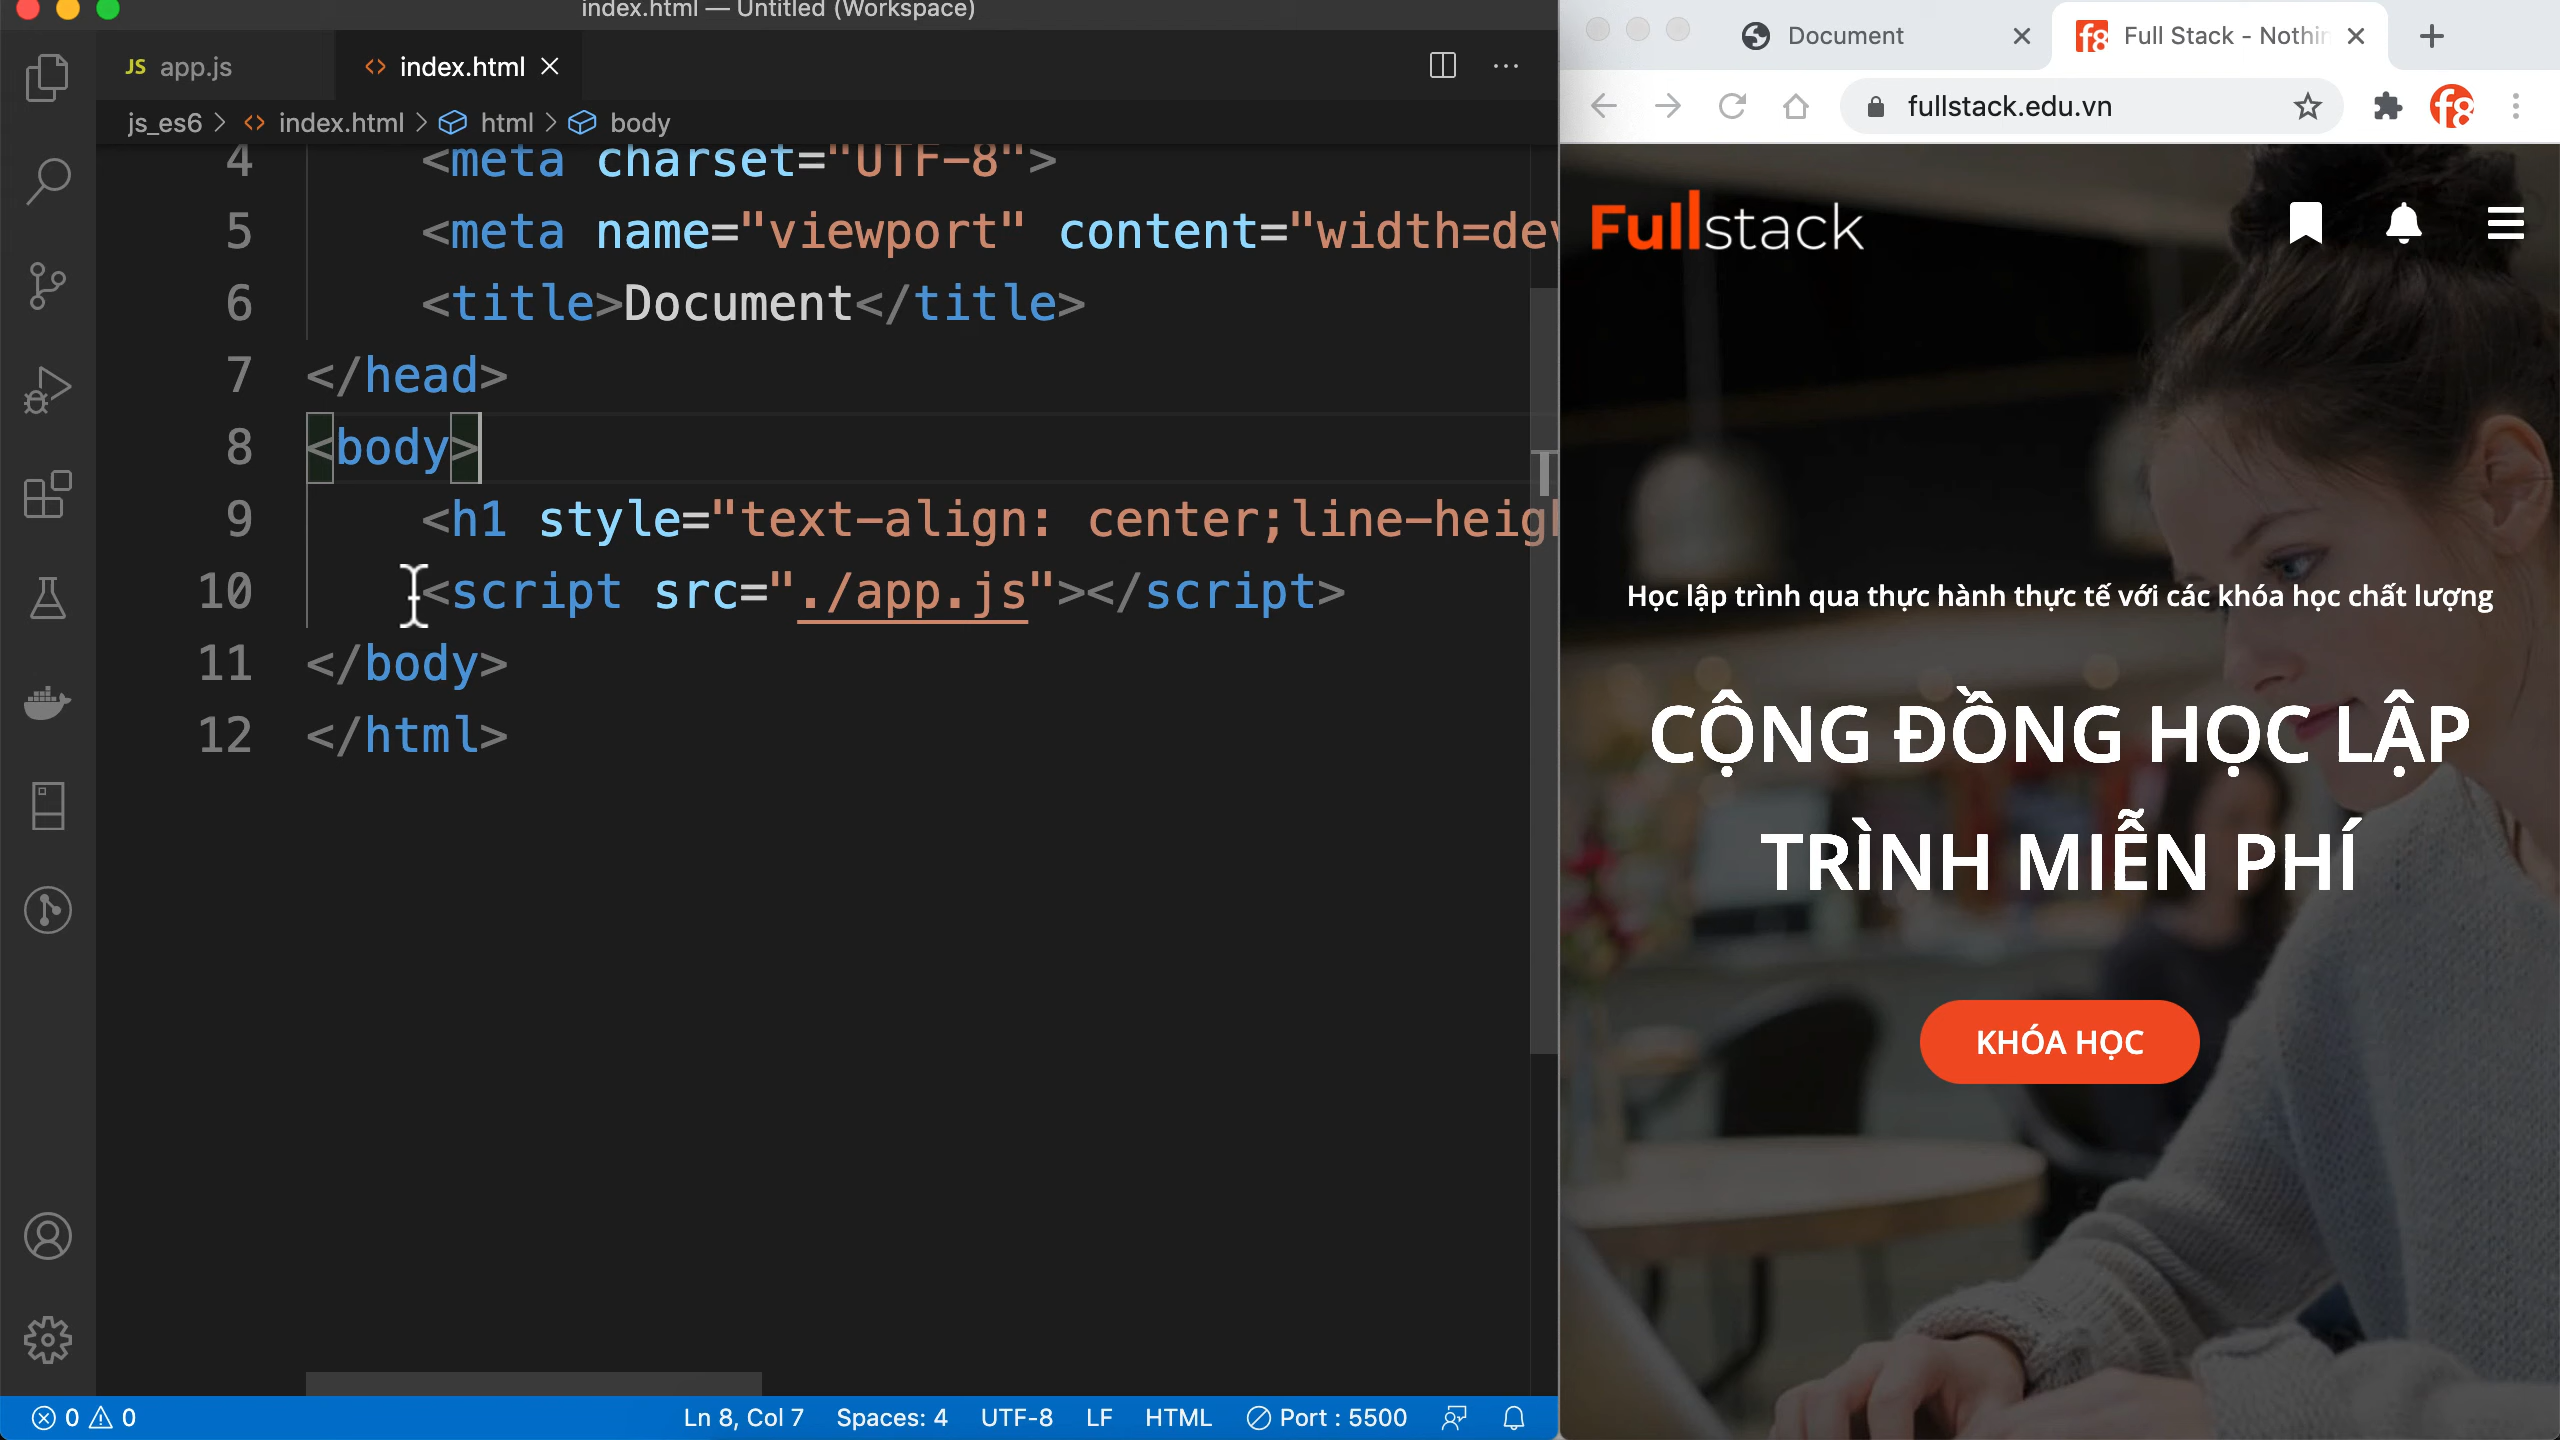 index.html — Untitled (Workspace)
JS app.js
<> index.html
js_es6 > <> index.html > html > body
4 <meta charset="UTF-8">
5 <meta name="viewport" content="width=dev
6 <title>Document</title>
7 </head>
8 <body>
9 <h1 style="text-align: center;line-heigh
10 <script src="./app.js"></script>
11 </body>
12 </html>
0 0 Ln 8, Col 7 Spaces: 4 UTF-8 LF HTML Port : 5500
Document
f8 Full Stack - Nothin
fullstack.edu.vn
f8
Fullstack
Học lập trình qua thực hành thực tế với các khóa học chất lượng
CỘNG ĐỒNG HỌC LẬP
TRÌNH MIỄN PHÍ
KHÓA HỌC